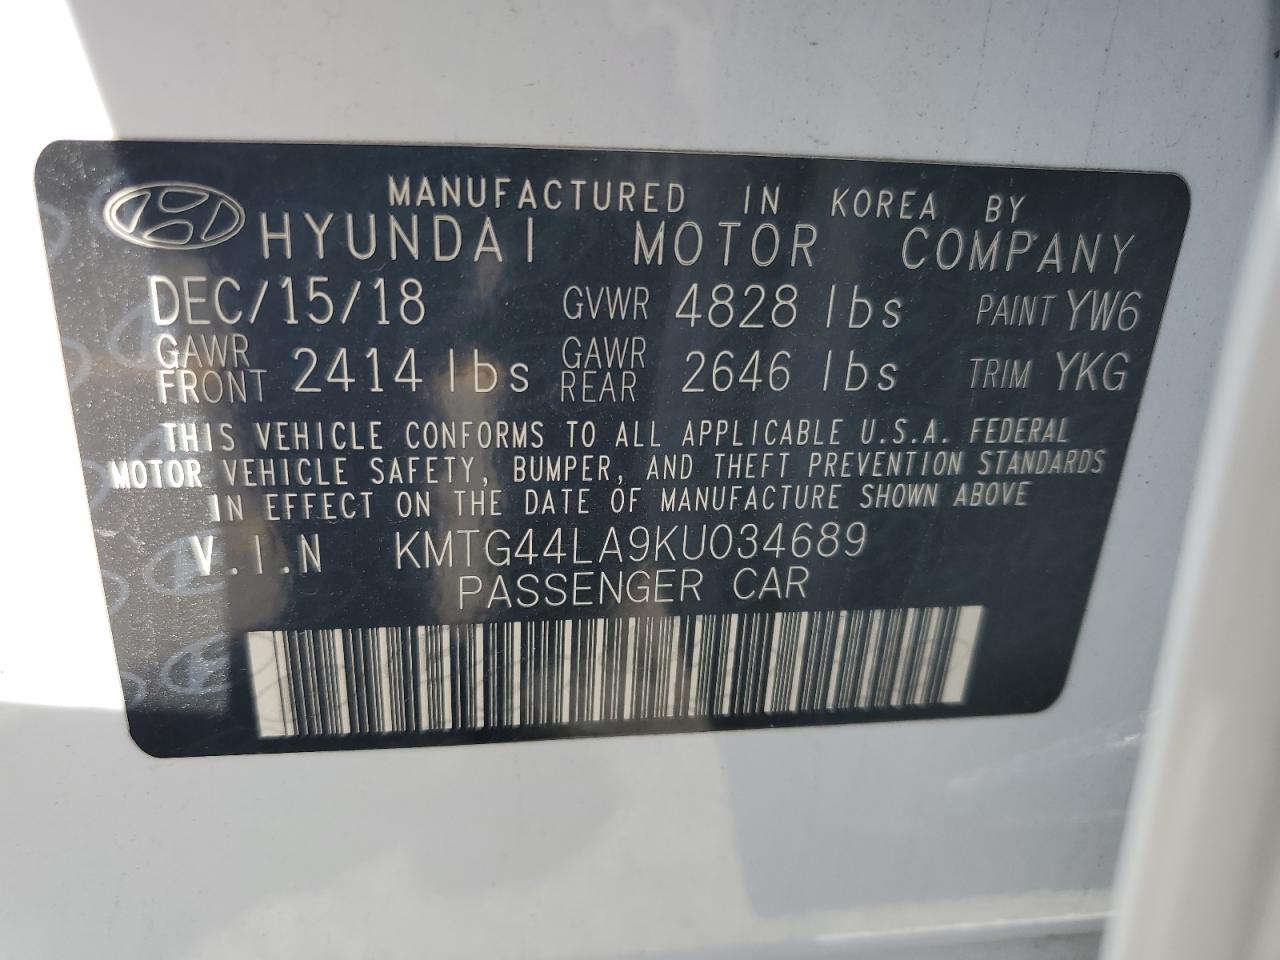 MANUFACTURED IN KOREA BY
HYUNDAI MOTOR COMPANY
DEC/15/18 GVWR 4828 lbs PAINT YW6
GAWR FRONT 2414 lbs GAWR REAR 2646 lbs TRIM YKG
THIS VEHICLE CONFORMS TO ALL APPLICABLE U.S.A. FEDERAL
MOTOR VEHICLE SAFETY, BUMPER, AND THEFT PREVENTION STANDARDS
IN EFFECT ON THE DATE OF MANUFACTURE SHOWN ABOVE
V.I.N KMTG44LA9KU034689
PASSENGER CAR